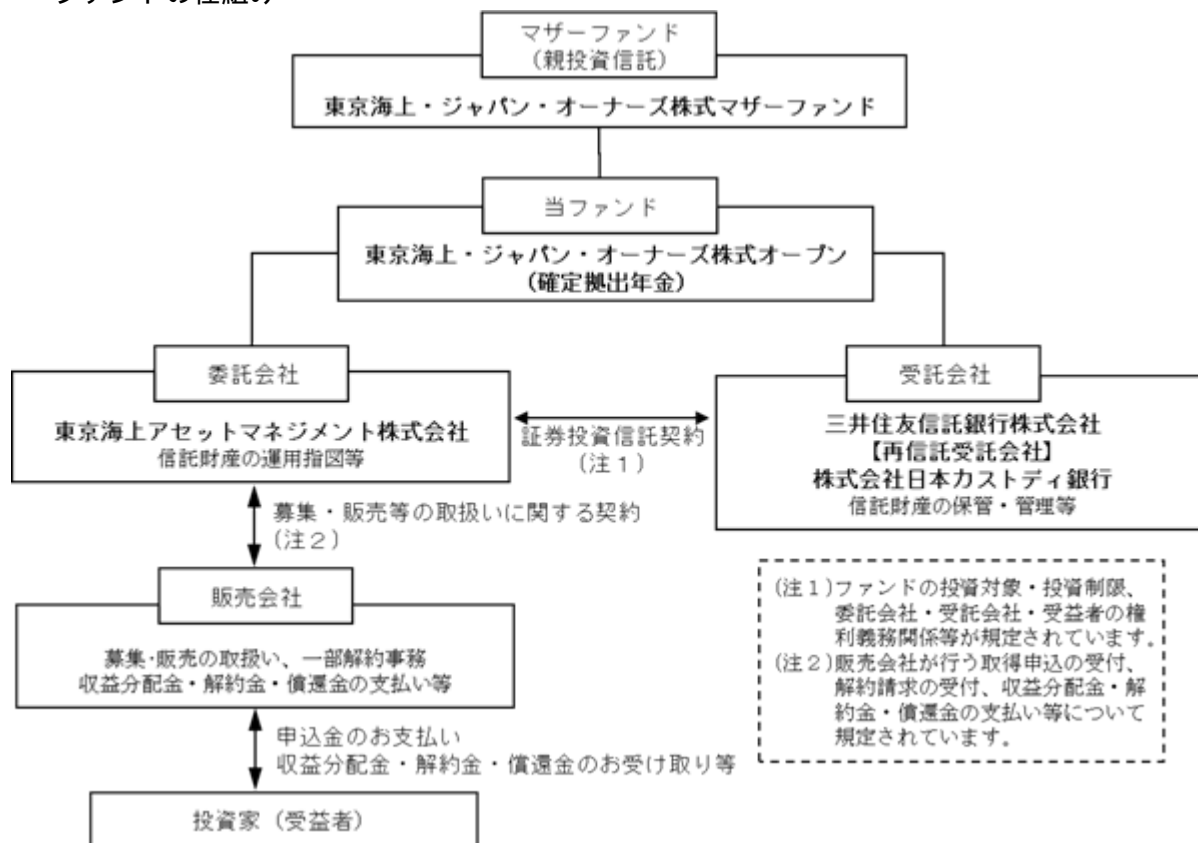 ファンドの仕組み
マザーファンド
（親投資信託）
東京海上・ジャパン・オーナーズ株式マザーファンド
当ファンド
東京海上・ジャパン・オーナーズ株式オープン
（確定拠出年金）
委託会社
東京海上アセットマネジメント株式会社
信託財産の運用指図等
証券投資信託契約
（注１）
受託会社
三井住友信託銀行株式会社
【再信託受託会社】
株式会社日本カストディ銀行
信託財産の保管・管理等
募集・販売等の取扱いに関する契約
（注２）
販売会社
募集・販売の取扱い、一部解約事務
収益分配金・解約金・償還金の支払い等
(注１)ファンドの投資対象・投資制限、
委託会社・受託会社・受益者の権
利義務関係等が規定されています。
(注２)販売会社が行う取得申込の受付、
解約請求の受付、収益分配金・解
約金・償還金の支払い等について
規定されています。
申込金のお支払い
収益分配金・解約金・償還金のお受け取り等
投資家（受益者）